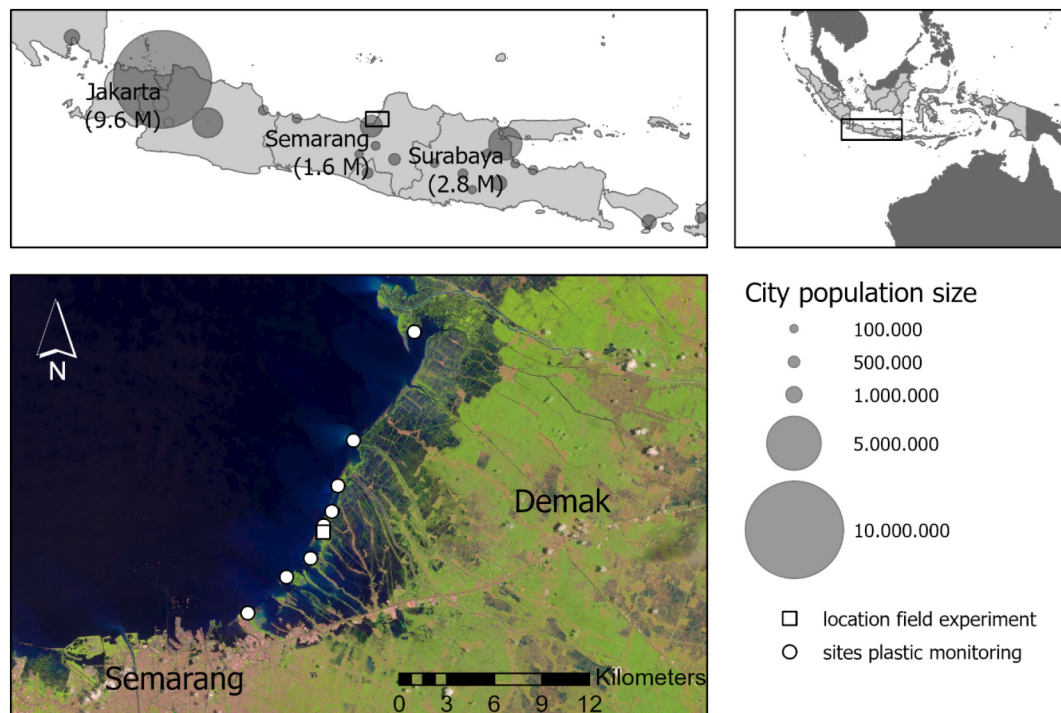 Jakarta
(9.6 M)
Semarang
(1.6 M)
Surabaya
(2.8 M)
N
Demak
Semarang
Kilometers
0 3 6 9 12
City population size
100.000
500.000
1.000.000
5.000.000
10.000.000
location field experiment
sites plastic monitoring